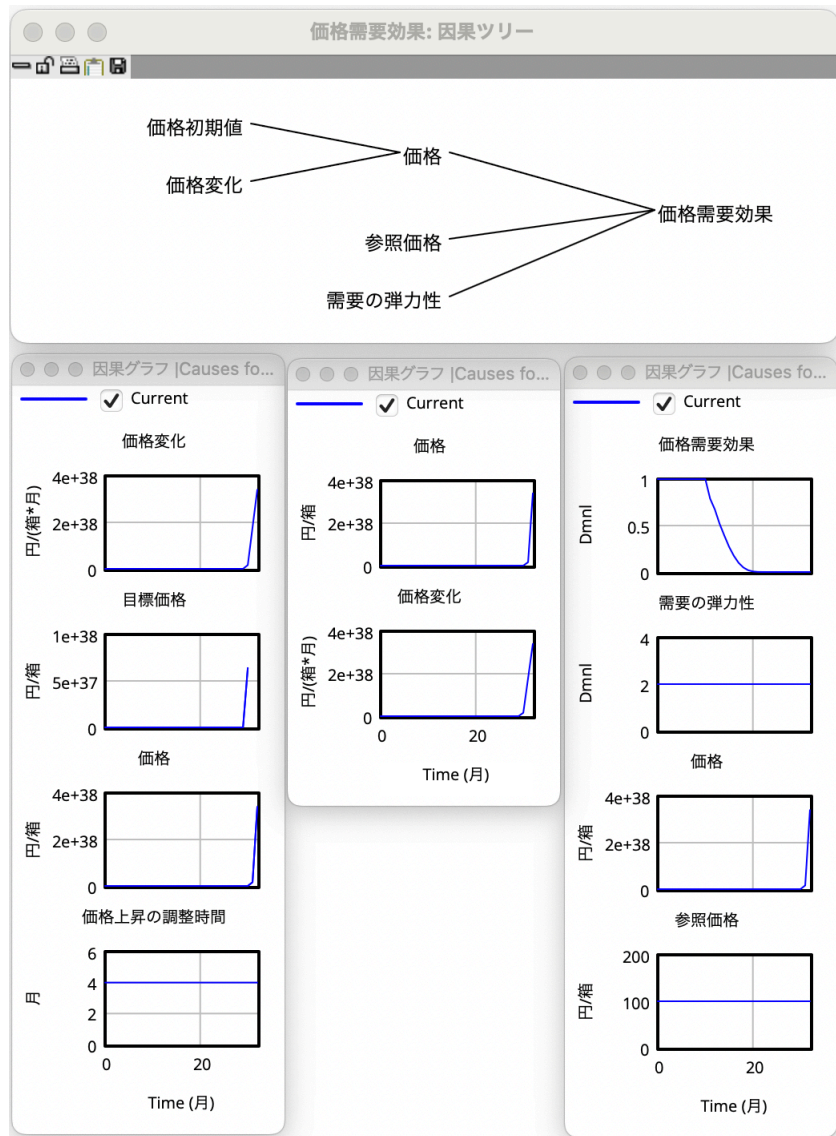 価格需要効果: 因果ツリー
価格初期値
価格
価格変化
価格需要効果
参照価格
需要の弾力性
因果グラフ |Causes fo...
Current
価格変化
円/(箱*月)
4e+38
2e+38
0
目標価格
円/箱
1e+38
5e+37
0
価格
円/箱
4e+38
2e+38
0
価格上昇の調整時間
月
6
4
2
0
0 20
Time (月)
因果グラフ |Causes fo...
Current
価格
円/箱
4e+38
2e+38
0
価格変化
円/(箱*月)
4e+38
2e+38
0
0 20
Time (月)
因果グラフ |Causes fo...
Current
価格需要効果
Dmnl
1
0.5
0
需要の弾力性
Dmnl
4
2
0
価格
円/箱
4e+38
2e+38
0
参照価格
円/箱
200
100
0
0 20
Time (月)